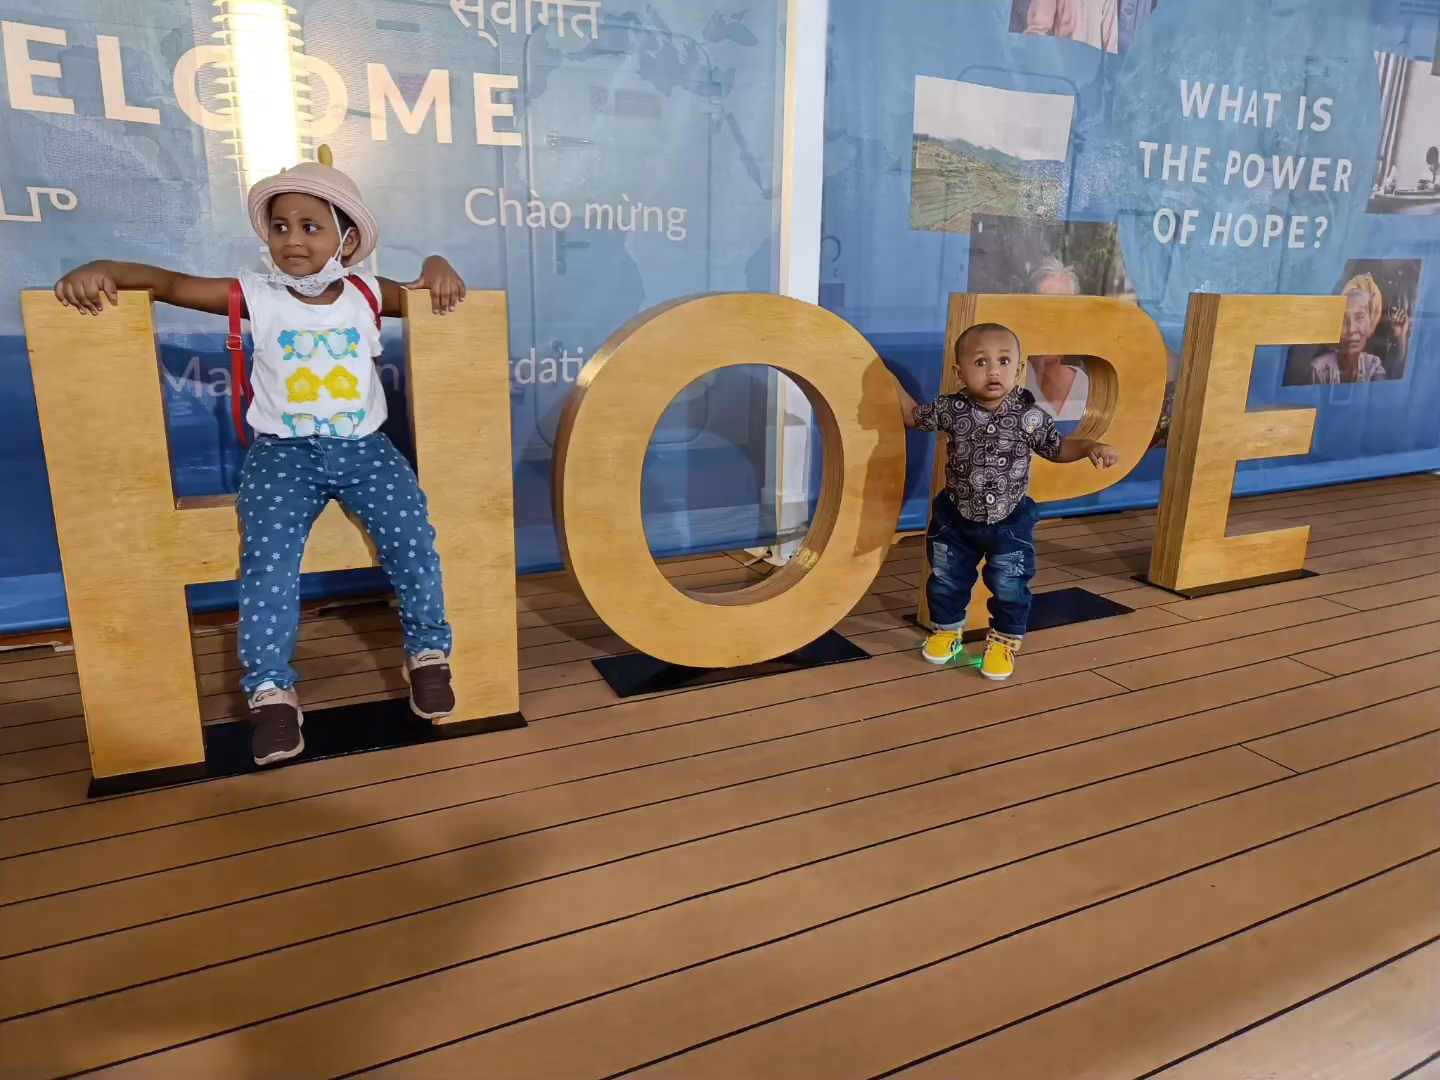 स्वागत
ELCOME
Chào mừng
WHAT IS
THE POWER
OF HOPE?
HOPE